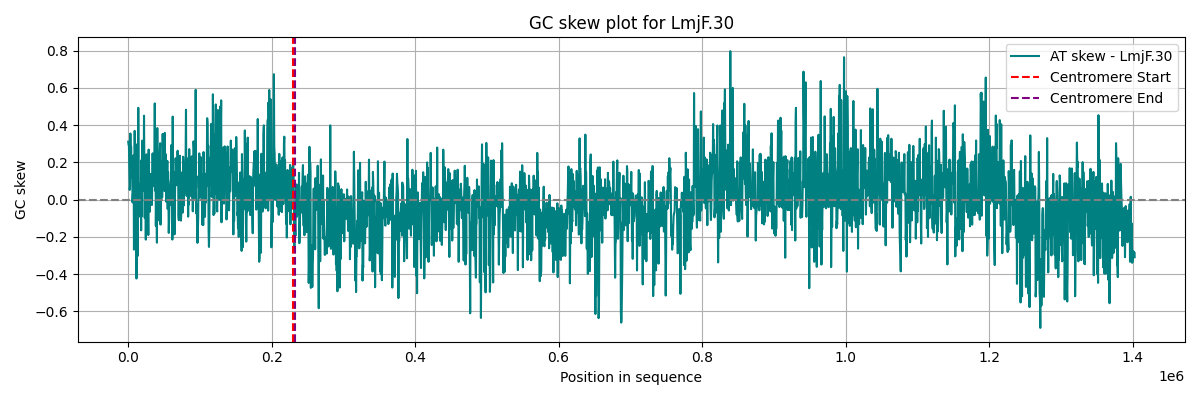 GC skew plot for LmjF.30
GC skew
0.8
0.6
0.4
0.2
0.0
−0.2
−0.4
−0.6
AT skew - LmjF.30
Centromere Start
Centromere End
0.0 0.2 0.4 0.6 0.8 1.0 1.2 1.4
1e6
Position in sequence